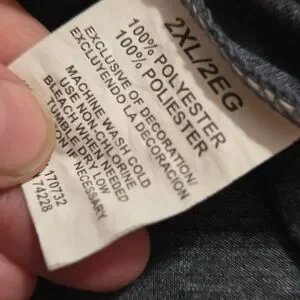 2XL/2EG
100% POLYESTER
100% POLIESTER
EXCLUSIVE OF DECORATION/
EXCLUYENDO LA DECORACION
MACHINE WASH COLD
USE NON-CHLORINE
BLEACH WHEN NEEDED
TUMBLE DRY LOW
IF NECESSARY
170732
174228